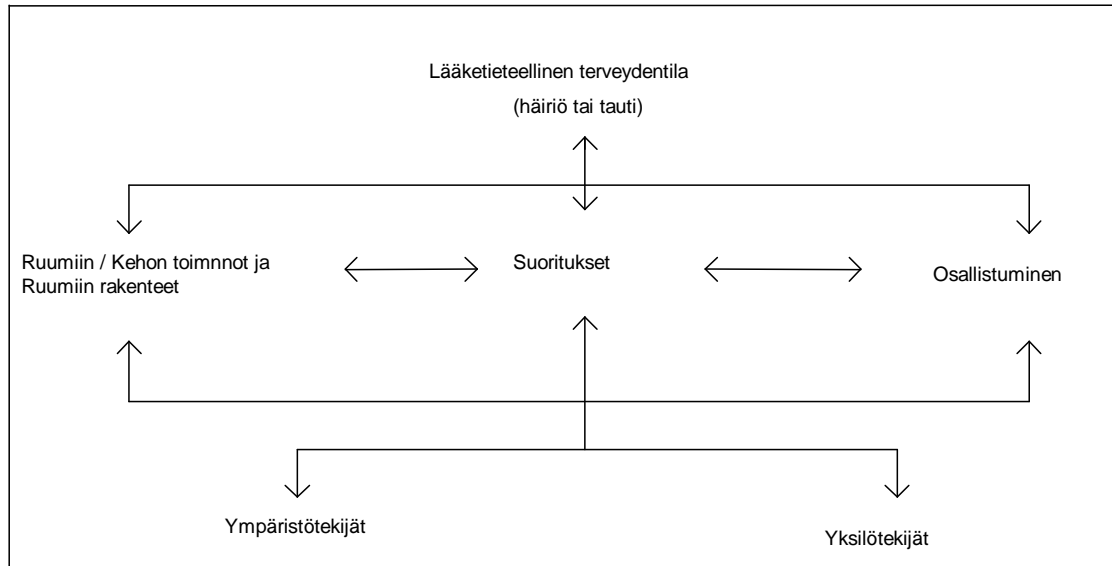 Lääketieteellinen terveydentila
(häiriö tai tauti)
Ruumiin / Kehon toimnnot ja
Ruumiin rakenteet
Suoritukset
Osallistuminen
Ympäristötekijät
Yksilötekijät